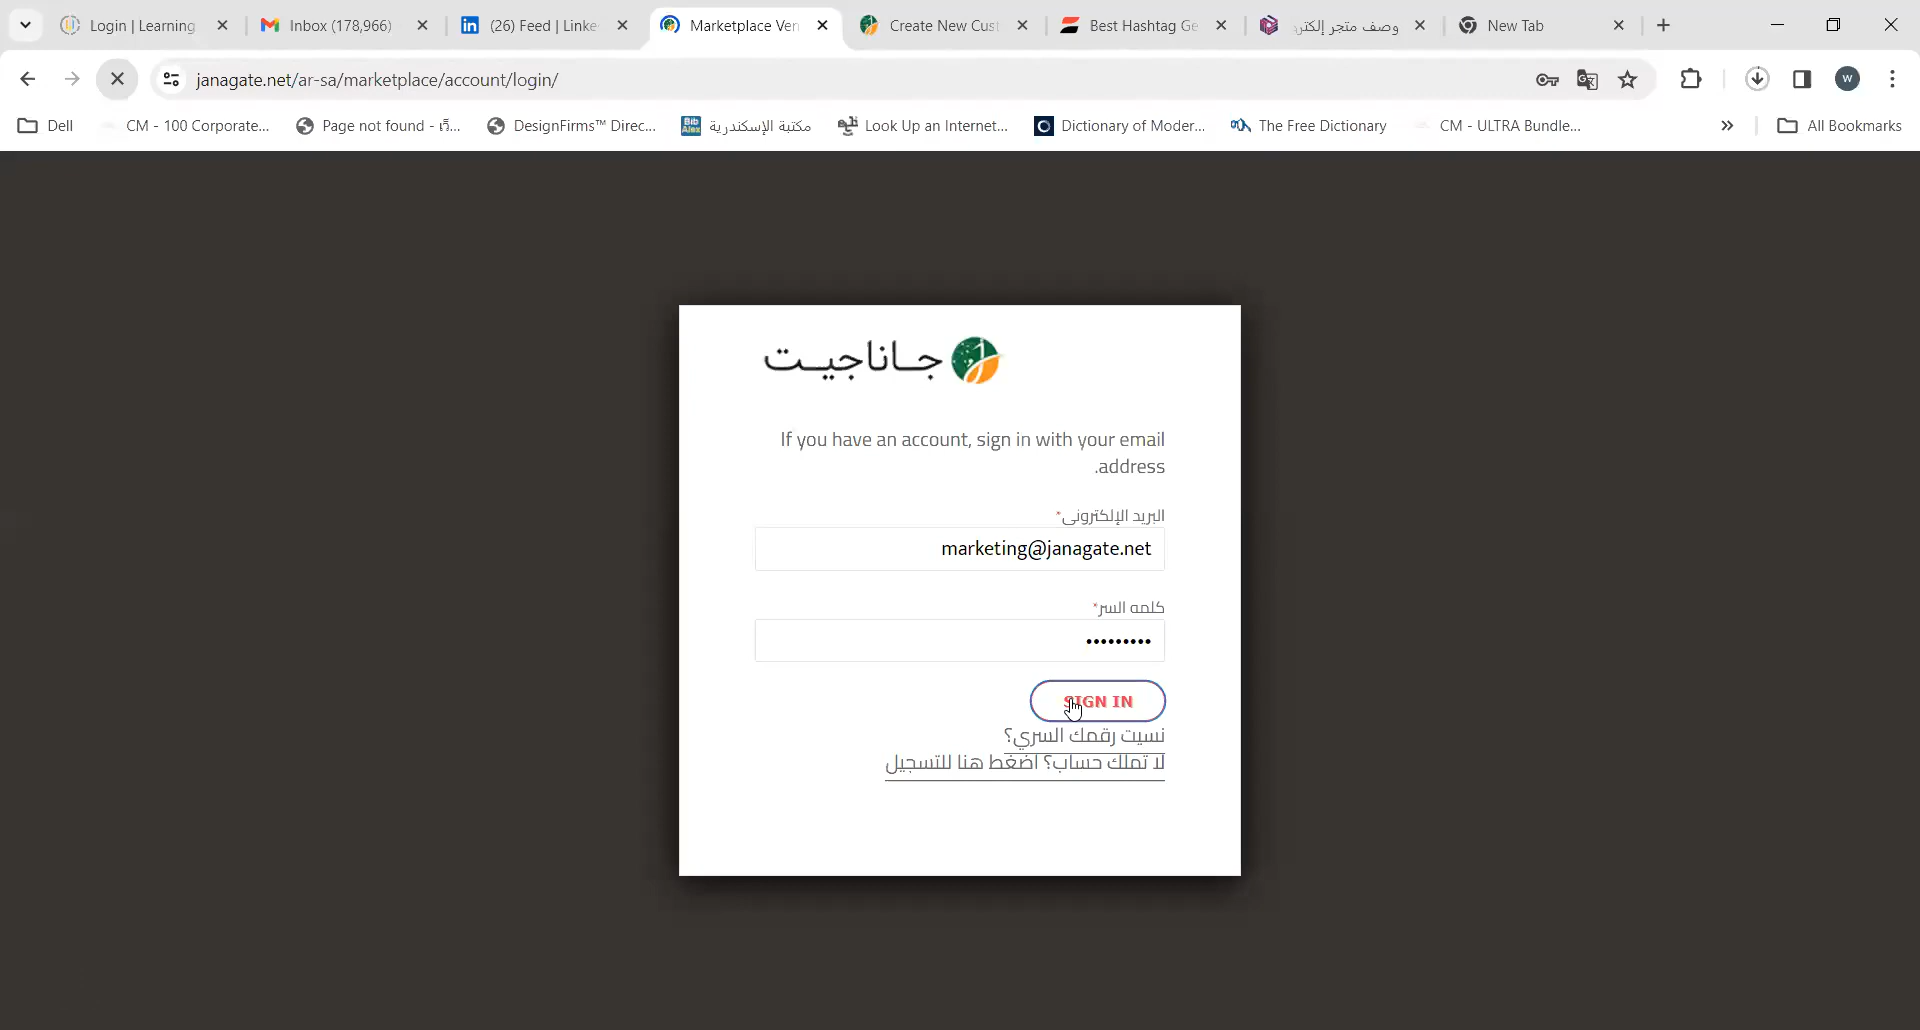 Login | Learning
Inbox (178,966)
(26) Feed | Linke
Marketplace Ven
Create New Cust
Best Hashtag Ge
وصف متجر إلكتر
New Tab
janagate.net/ar-sa/marketplace/account/login/
W
Dell
CM - 100 Corporate...
Page not found -
DesignFirms™ Direc...
مكتبة الإسكندرية
Look Up an Internet...
Dictionary of Moder...
The Free Dictionary
CM - ULTRA Bundle...
»
All Bookmarks
جاناجيت
If you have an account, sign in with your email
address.
البريد الإلكتروني*
marketing@janagate.net
كلمه السر*
•••••••••
SIGN IN
نسيت رقمك السري؟
لا تملك حساب؟ اضغط هنا للتسجيل